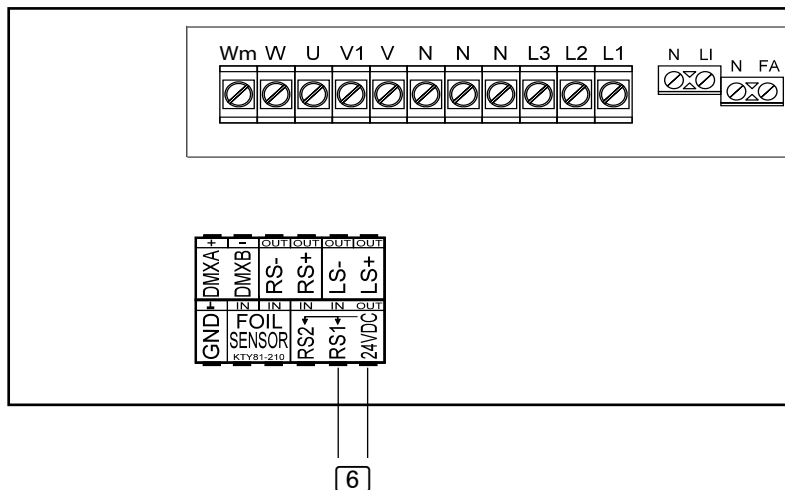 Wm W U V1 V N N N L3 L2 L1
N LI
N FA
+ - OUT OUT OUT OUT
DMXA DMXB RS- RS+ LS- LS+
IN IN IN IN OUT
GND FOIL SENSOR RS2 RS1 24VDC
KTY81-210
6